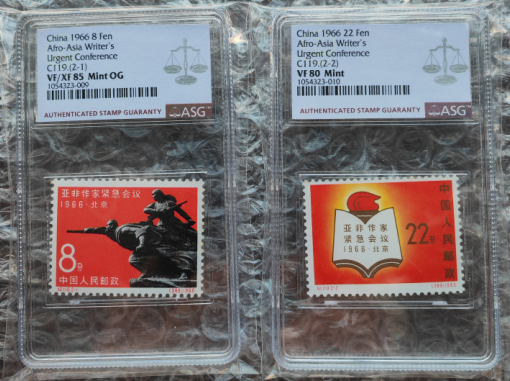 China 1966 8 Fen
Afro-Asia Writer's
Urgent Conference
C119.(2-1)
VF/XF 85 Mint OG
1054323-009
AUTHENTICATED STAMP GUARANTY
ASG
亚非作家紧急会议
1966·北京
8分
中国人民邮政
China 1966 22 Fen
Afro-Asia Writer's
Urgent Conference
C119.(2-2)
VF 80 Mint
1054323-010
AUTHENTICATED STAMP GUARANTY
ASG
亚非作家
紧急会议
1966·北京
22分
中国人民邮政